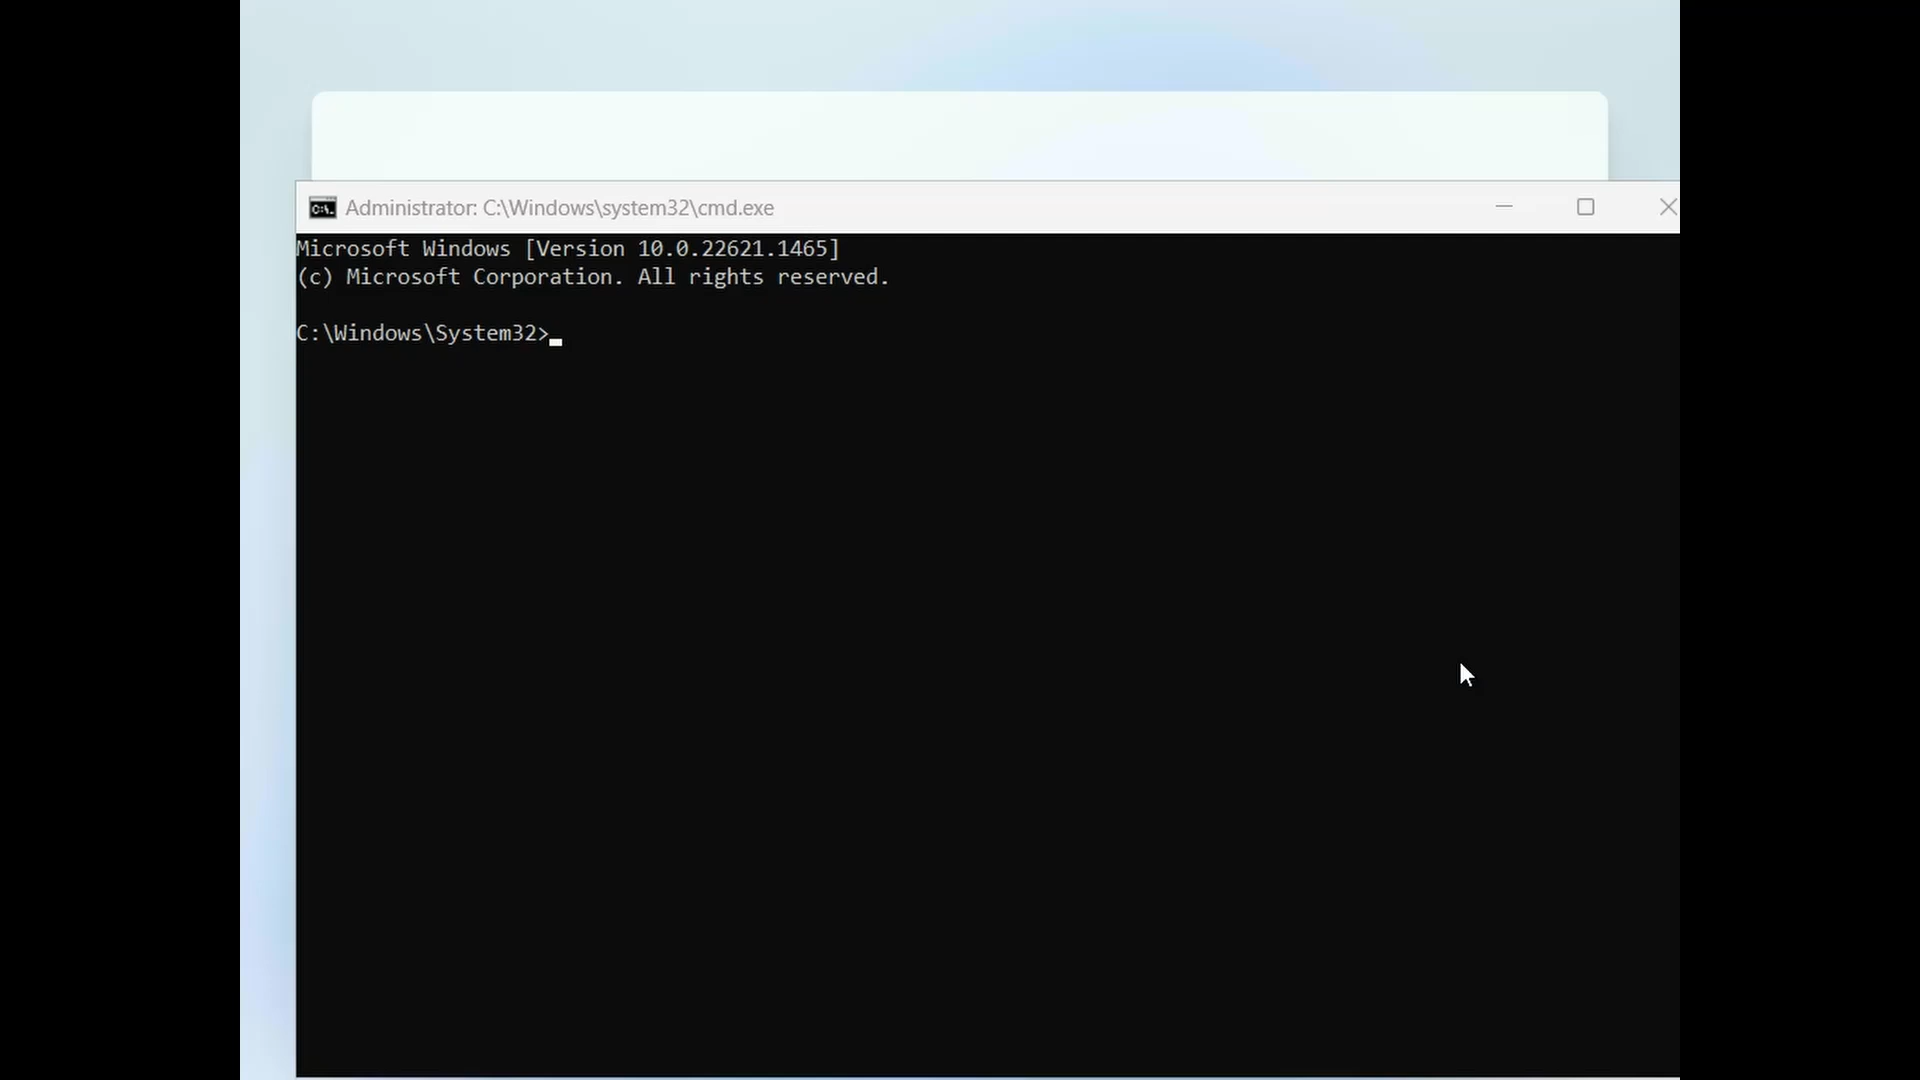 Administrator: C:\Windows\system32\cmd.exe
Microsoft Windows [Version 10.0.22621.1465]
(c) Microsoft Corporation. All rights reserved.
C:\Windows\System32>